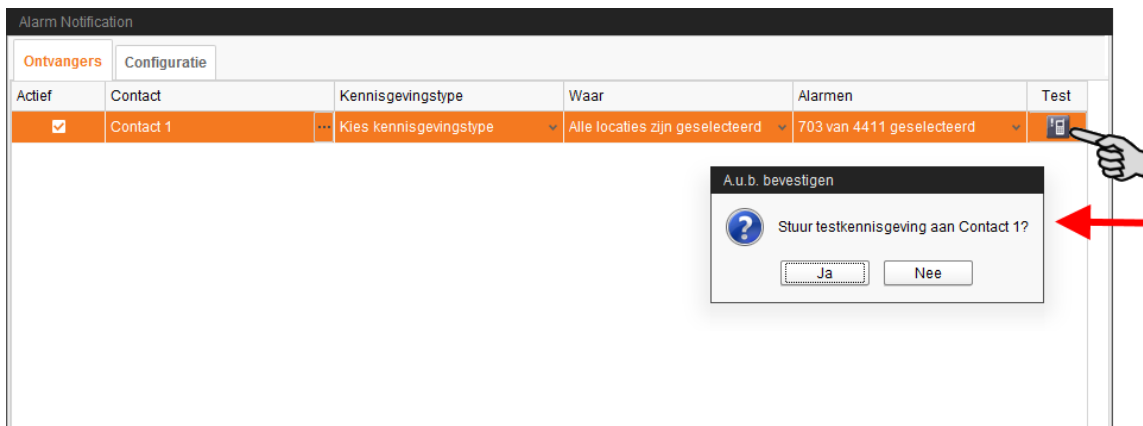 Alarm Notification
Ontvangers Configuratie
Actief Contact Kennisgevingstype Waar Alarmen Test
Contact 1 ... Kies kennisgevingstype Alle locaties zijn geselecteerd 703 van 4411 geselecteerd
A.u.b. bevestigen
Stuur testkennisgeving aan Contact 1?
Ja Nee